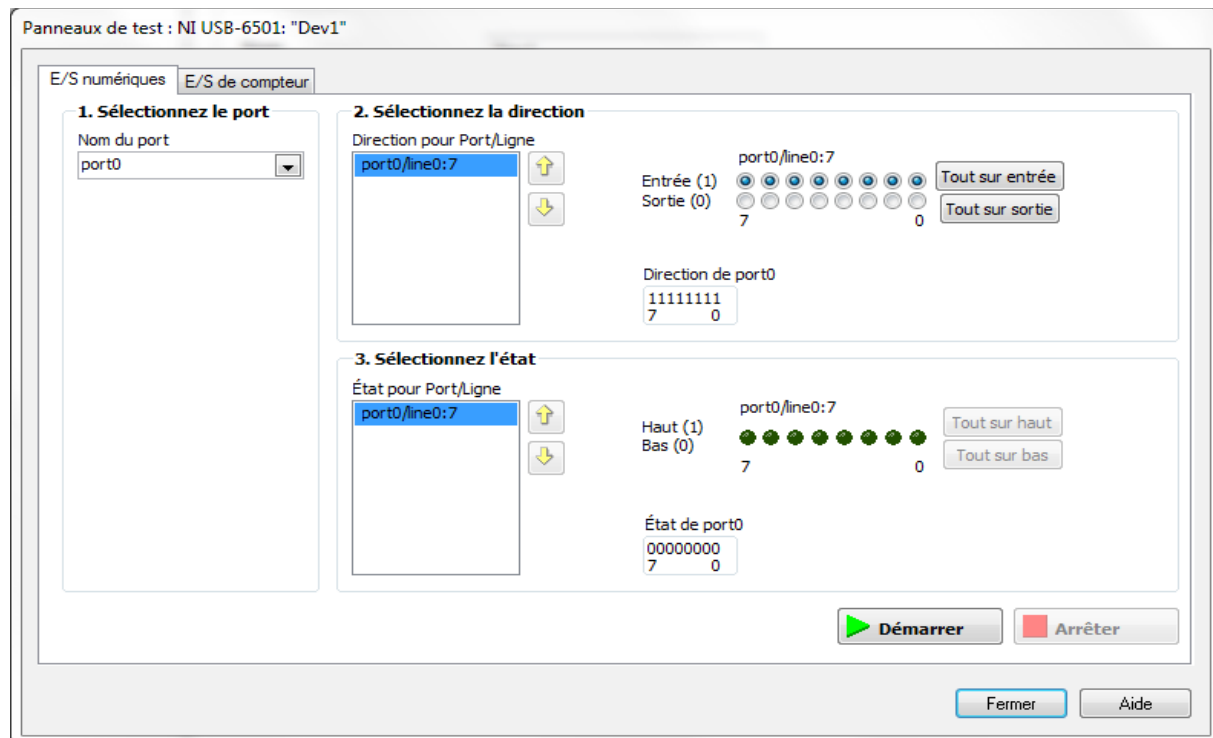 Panneaux de test : NI USB-6501: "Dev1"
E/S numériques
E/S de compteur
1. Sélectionnez le port
Nom du port
port0
2. Sélectionnez la direction
Direction pour Port/Ligne
port0/line0:7
port0/line0:7
Entrée (1)
Sortie (0)
7 0
Tout sur entrée
Tout sur sortie
Direction de port0
11111111
7 0
3. Sélectionnez l'état
État pour Port/Ligne
port0/line0:7
port0/line0:7
Haut (1)
Bas (0)
7 0
Tout sur haut
Tout sur bas
État de port0
00000000
7 0
Démarrer
Arrêter
Fermer
Aide